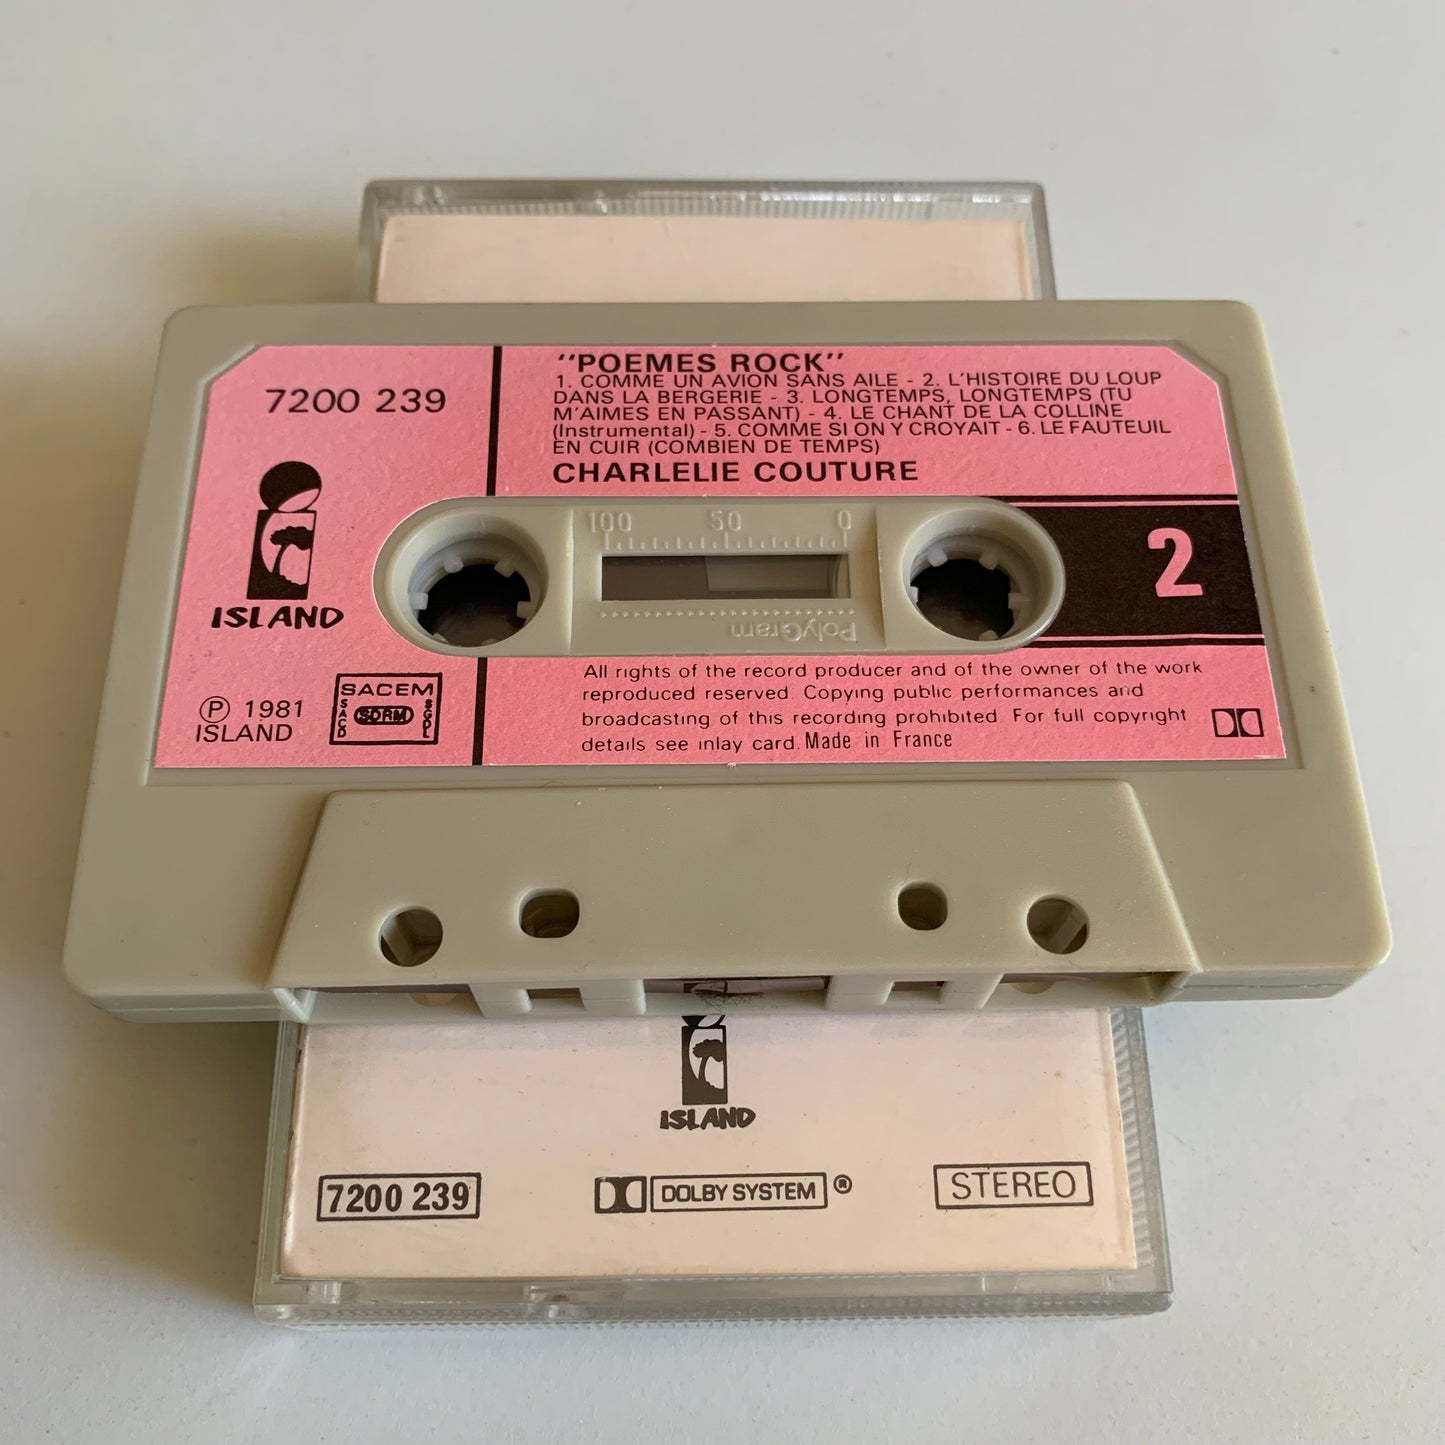 7200 239
ISLAND
℗ 1981
ISLAND
SACEM
SACD
SDRM
SGDL
"POEMES ROCK"
1. COMME UN AVION SANS AILE - 2. L'HISTOIRE DU LOUP
DANS LA BERGERIE - 3. LONGTEMPS, LONGTEMPS (TU
M'AIMES EN PASSANT) - 4. LE CHANT DE LA COLLINE
(Instrumental) - 5. COMME SI ON Y CROYAIT - 6. LE FAUTEUIL
EN CUIR (COMBIEN DE TEMPS)
CHARLELIE COUTURE
100 50 0
PolyGram
2
All rights of the record producer and of the owner of the work
reproduced reserved. Copying public performances and
broadcasting of this recording prohibited. For full copyright
details see inlay card. Made in France
ISLAND
7200 239
DOLBY SYSTEM ®
STEREO